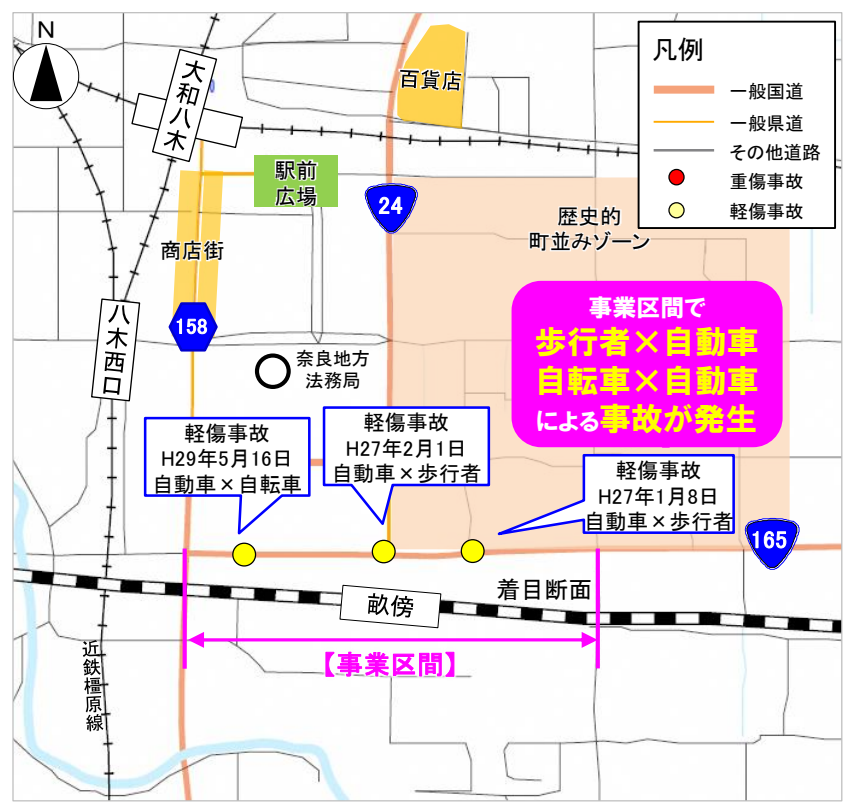 N
大和八木
百貨店
凡例
一般国道
一般県道
その他道路
重傷事故
軽傷事故
駅前
広場
24
歴史的
町並みゾーン
商店街
158
八木西口
奈良地方
法務局
事業区間で
歩行者×自動車
自転車×自動車
による事故が発生
軽傷事故
H29年5月16日
自動車×自転車
軽傷事故
H27年2月1日
自動車×歩行者
軽傷事故
H27年1月8日
自動車×歩行者
165
着目断面
畝傍
【事業区間】
近鉄橿原線